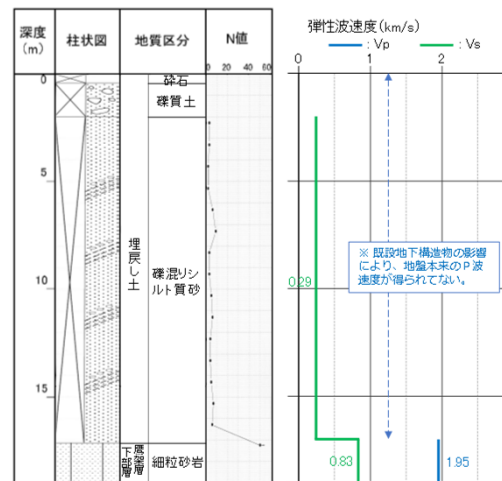 深度
(m)
柱状図
地質区分
N値
0 20 40 60
0
5
10
15
砕石
礫質土
埋戻し土
礫混りシ
ルト質砂
鷹架層
下部層
細粒砂岩
弾性波速度(km/s)
: Vp
: Vs
0
1
2
※ 既設地下構造物の影響
により、地盤本来のP波
速度が得られてない。
0.29
0.83
1.95